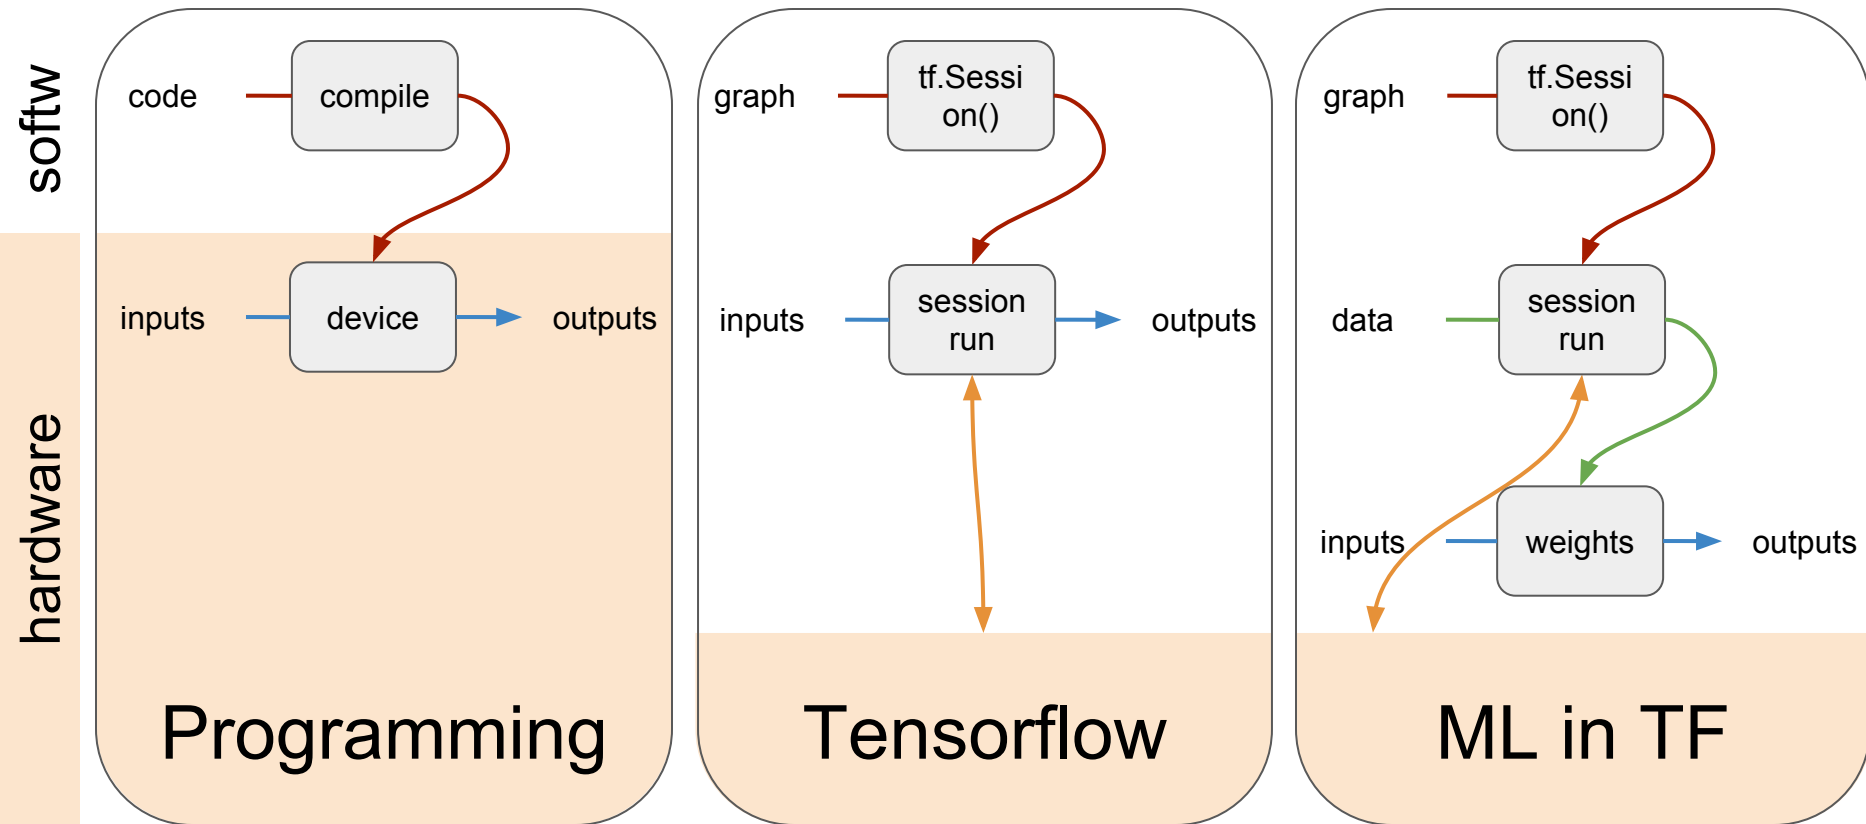 softw
hardware
code
compile
inputs
device
outputs
Programming
graph
tf.Sessi
on()
inputs
session
run
outputs
Tensorflow
graph
tf.Sessi
on()
data
session
run
inputs
weights
outputs
ML in TF